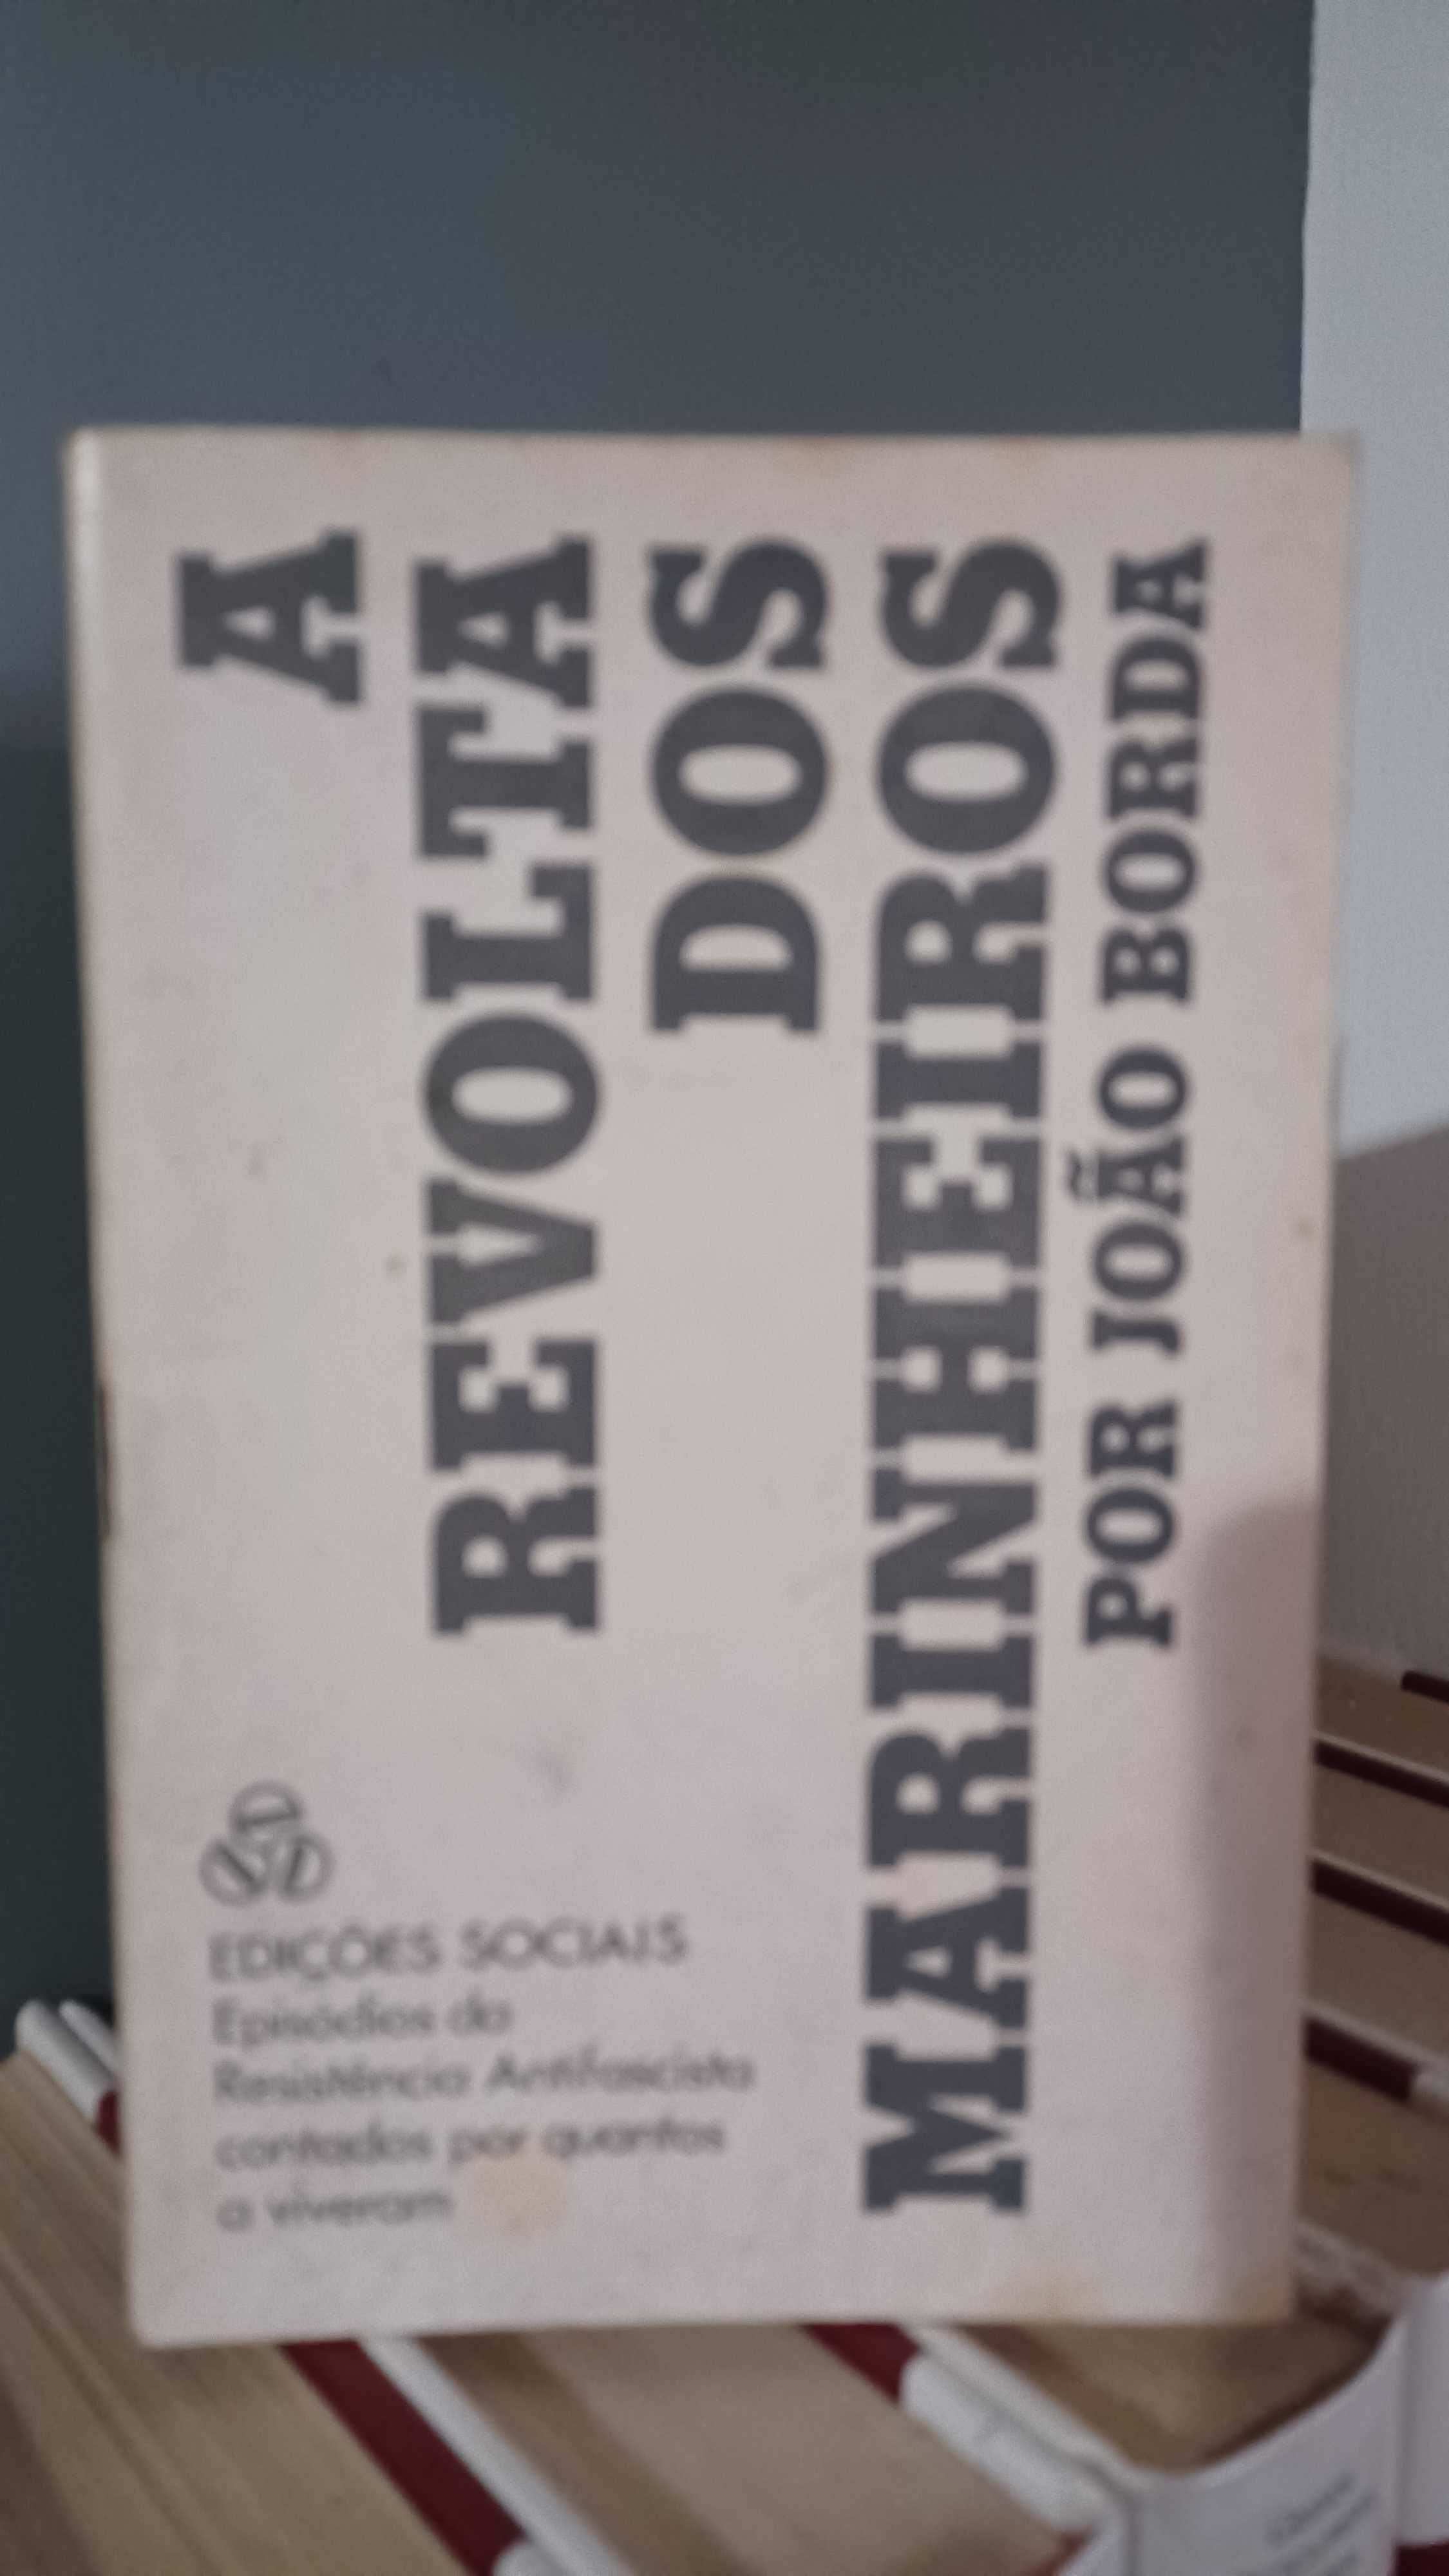 A
REVOLTA
DOS
MARINHEIROS
POR JOÃO BORDA
EDIÇÕES SOCIAIS
Episódios da
Resistência Antifascista
contados por quantos
a viveram